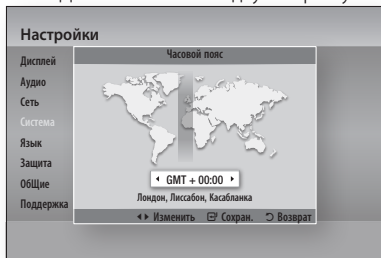 Настройки
Часовой пояс
Дисплей
Аудио
Сеть
Система
Язык
Защита
ОбЩие
Поддержка
GMT + 00:00
Лондон, Лиссабон, Касабланка
Изменить Сохран. Возврат